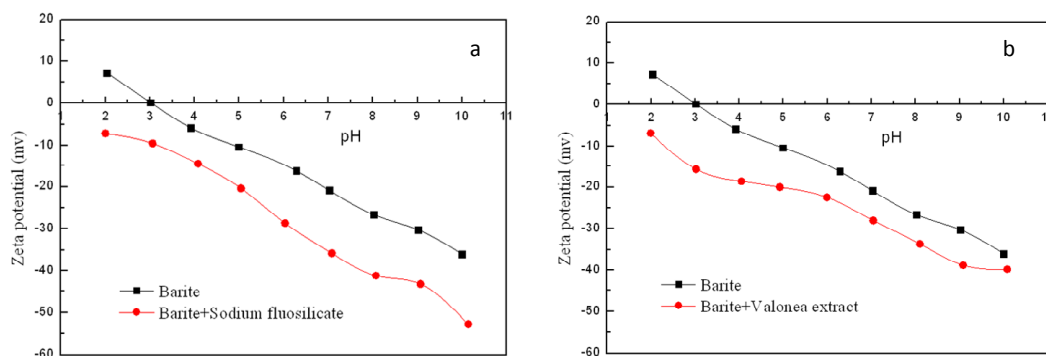 20
10
0
-10
-20
-30
-40
-50
-60
1 2 3 4 5 6 7 8 9 10 11
pH
Zeta potential (mv)
a
Barite
Barite+Sodium fluosilicate
20
10
0
-10
-20
-30
-40
-50
-60
1 2 3 4 5 6 7 8 9 10 11
pH
Zeta potential (mv)
b
Barite
Barite+Valonea extract